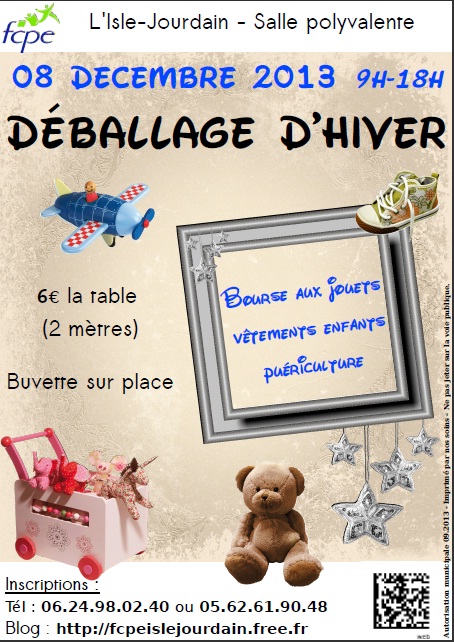 fcpe
L'Isle-Jourdain - Salle polyvalente
08 DECEMBRE 2013 9H-18H
DÉBALLAGE D'HIVER
BOURSE AUX JOUETS
VÊTEMENTS ENFANTS
PUÉRICULTURE
6€ la table
(2 mètres)
Buvette sur place
Inscriptions :
Tél : 06.24.98.02.40 ou 05.62.61.90.48
Blog : http://fcpeislejourdain.free.fr
WEB
Autorisation municipale 09.2013 - Imprimé par nos soins - Ne pas jeter sur la voie publique.